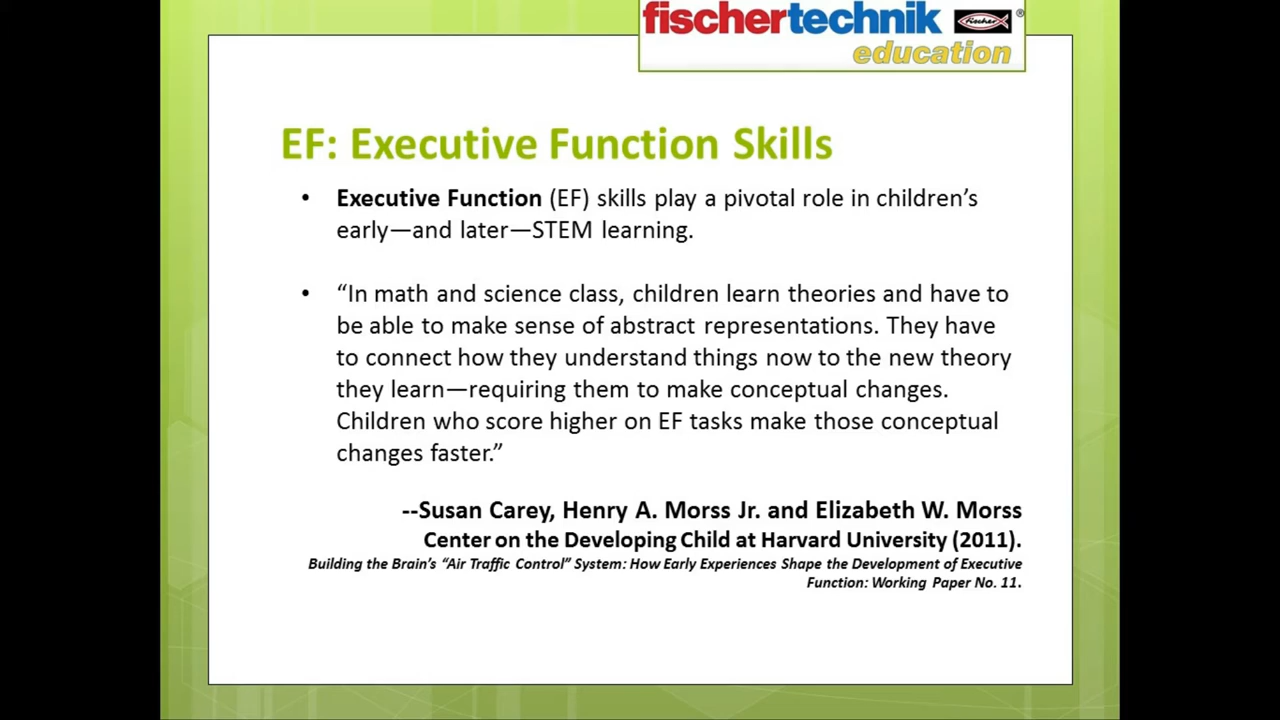 fischertechnik fischer ®
education
EF: Executive Function Skills
• Executive Function (EF) skills play a pivotal role in children’s
early—and later—STEM learning.
• “In math and science class, children learn theories and have to
be able to make sense of abstract representations. They have
to connect how they understand things now to the new theory
they learn—requiring them to make conceptual changes.
Children who score higher on EF tasks make those conceptual
changes faster.”
--Susan Carey, Henry A. Morss Jr. and Elizabeth W. Morss
Center on the Developing Child at Harvard University (2011).
Building the Brain’s “Air Traffic Control” System: How Early Experiences Shape the Development of Executive
Function: Working Paper No. 11.